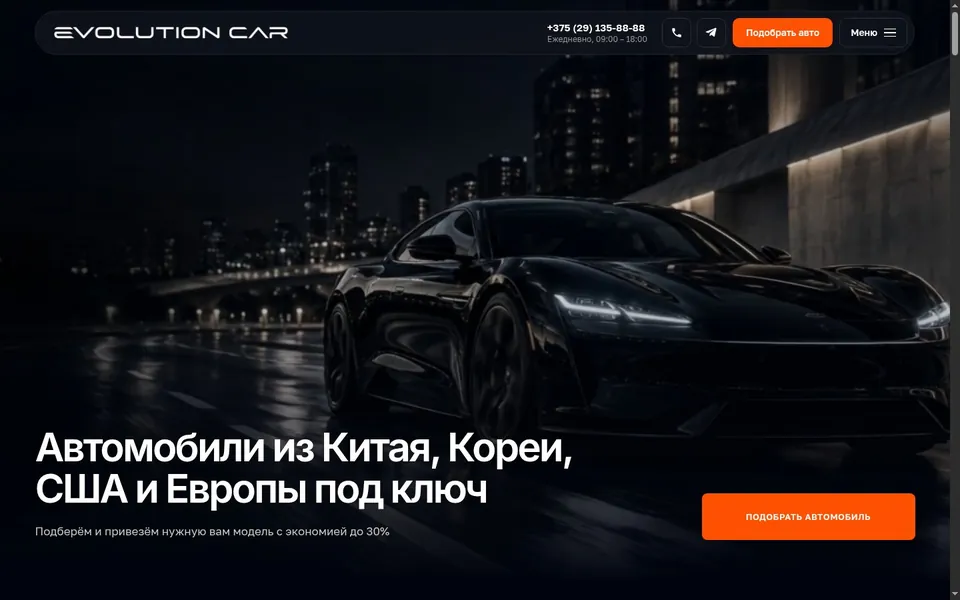 EVOLUTION CAR
+375 (29) 135-88-88
Ежедневно, 09:00 – 18:00
Подобрать авто
Меню
Автомобили из Китая, Кореи,
США и Европы под ключ
Подберём и привезём нужную вам модель с экономией до 30%
ПОДОБРАТЬ АВТОМОБИЛЬ